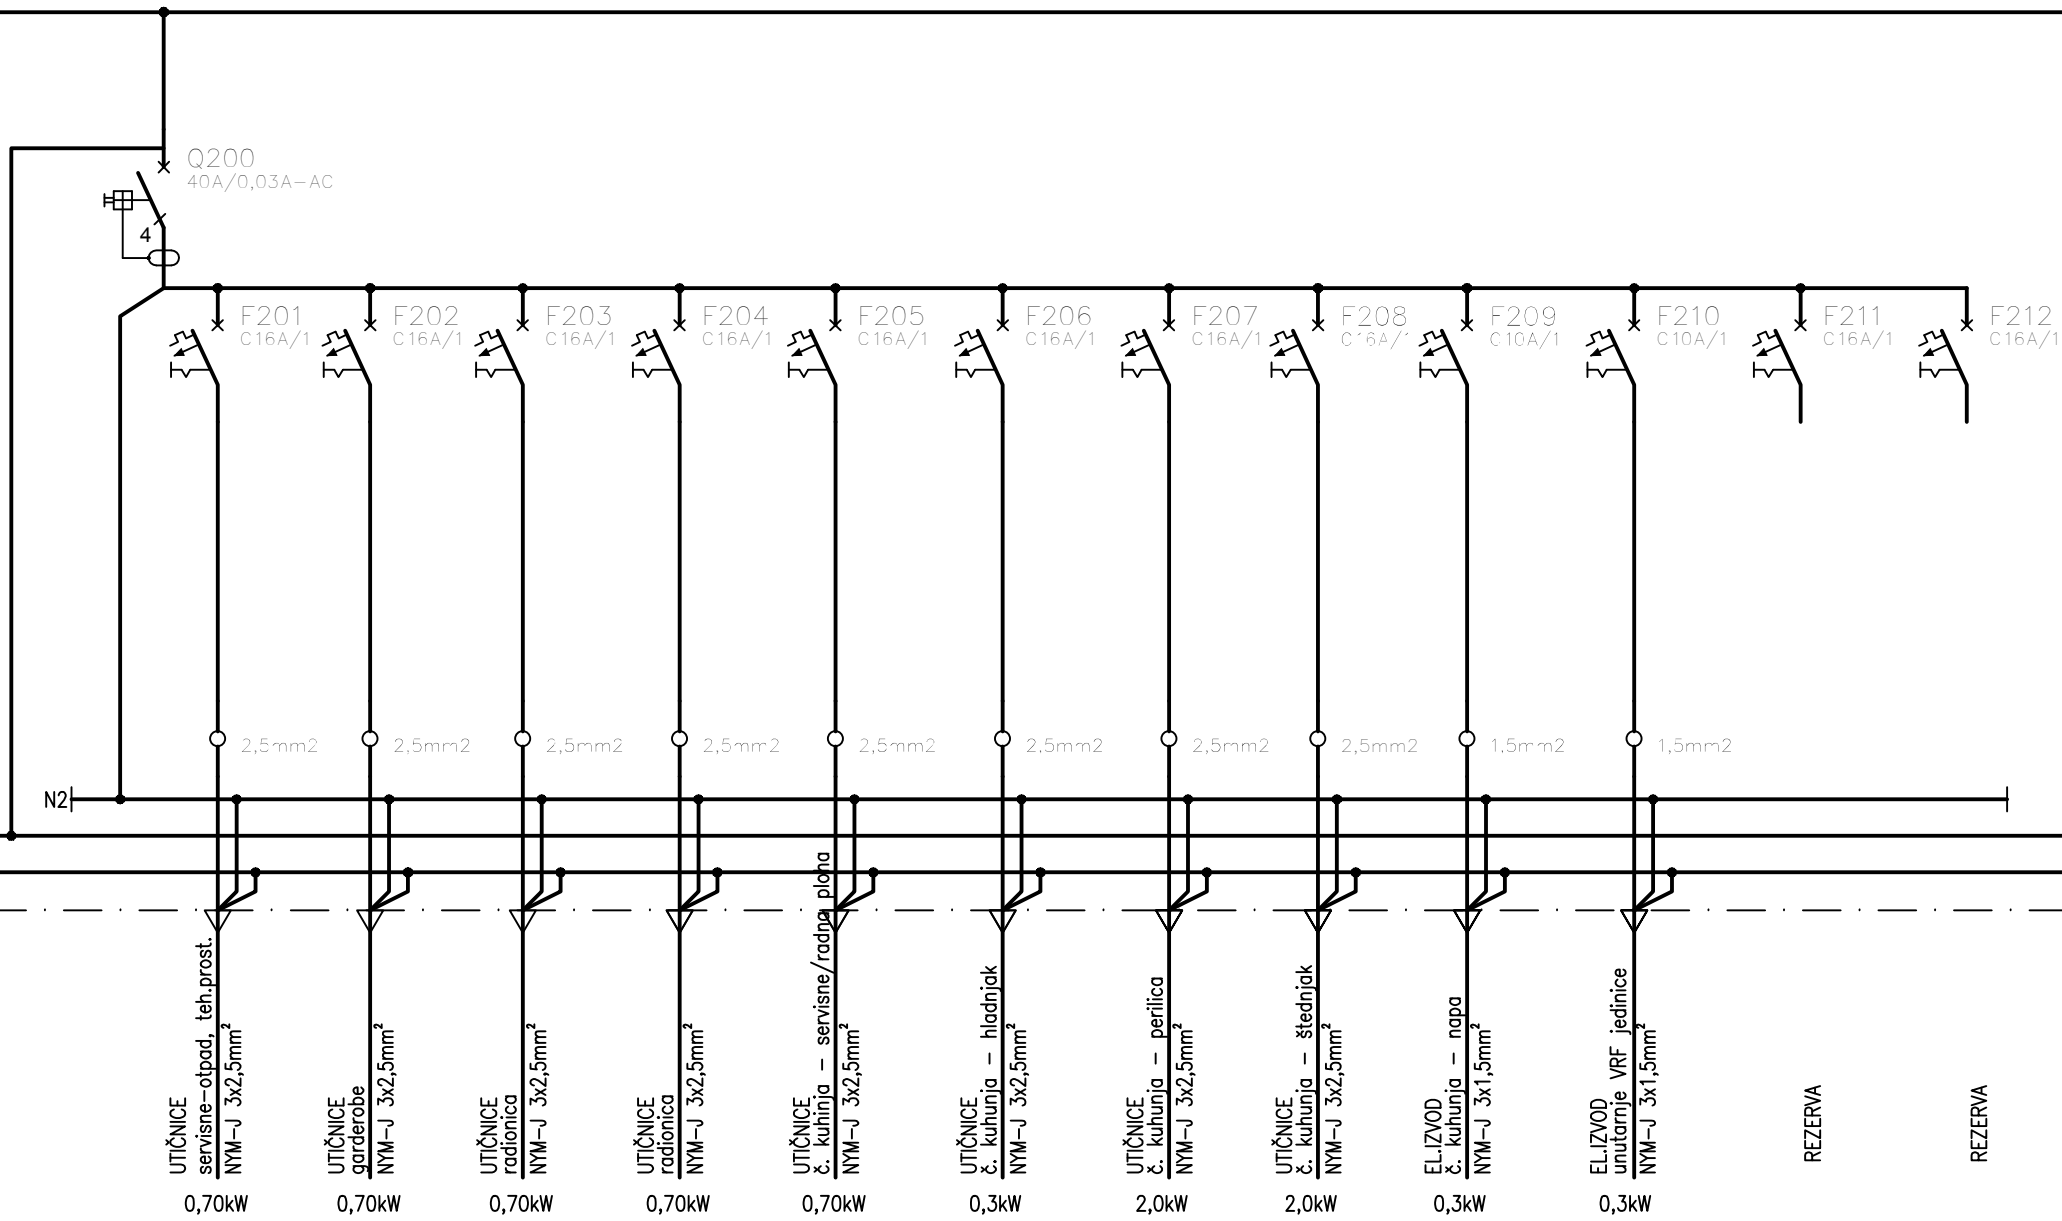 Q200
40A/0,03A-AC
4
F201
C16A/1
F202
C16A/1
F203
C16A/1
F204
C16A/1
F205
C16A/1
F206
C16A/1
F207
C16A/1
F208
C16A/1
F209
C10A/1
F210
C10A/1
F211
C16A/1
F212
C16A/1
2,5mm2
2,5mm2
2,5mm2
2,5mm2
2,5mm2
2,5mm2
2,5mm2
2,5mm2
1,5mm2
1,5mm2
N2
UTIČNICE
servisne-otpad, teh.prost.
NYM-J 3x2,5mm²
0,70kW
UTIČNICE
garderobe
NYM-J 3x2,5mm²
0,70kW
UTIČNICE
radionica
NYM-J 3x2,5mm²
0,70kW
UTIČNICE
radionica
NYM-J 3x2,5mm²
0,70kW
UTIČNICE
č. kuhinja - servisne/radna ploha
NYM-J 3x2,5mm²
0,70kW
UTIČNICE
č. kuhunja - hladnjak
NYM-J 3x2,5mm²
0,3kW
UTIČNICE
č. kuhunja - perilica
NYM-J 3x2,5mm²
2,0kW
UTIČNICE
č. kuhunja - štednjak
NYM-J 3x2,5mm²
2,0kW
EL.IZVOD
č. kuhunja - napa
NYM-J 3x1,5mm²
0,3kW
EL.IZVOD
unutarnje VRF jedinice
NYM-J 3x1,5mm²
0,3kW
REZERVA
REZERVA